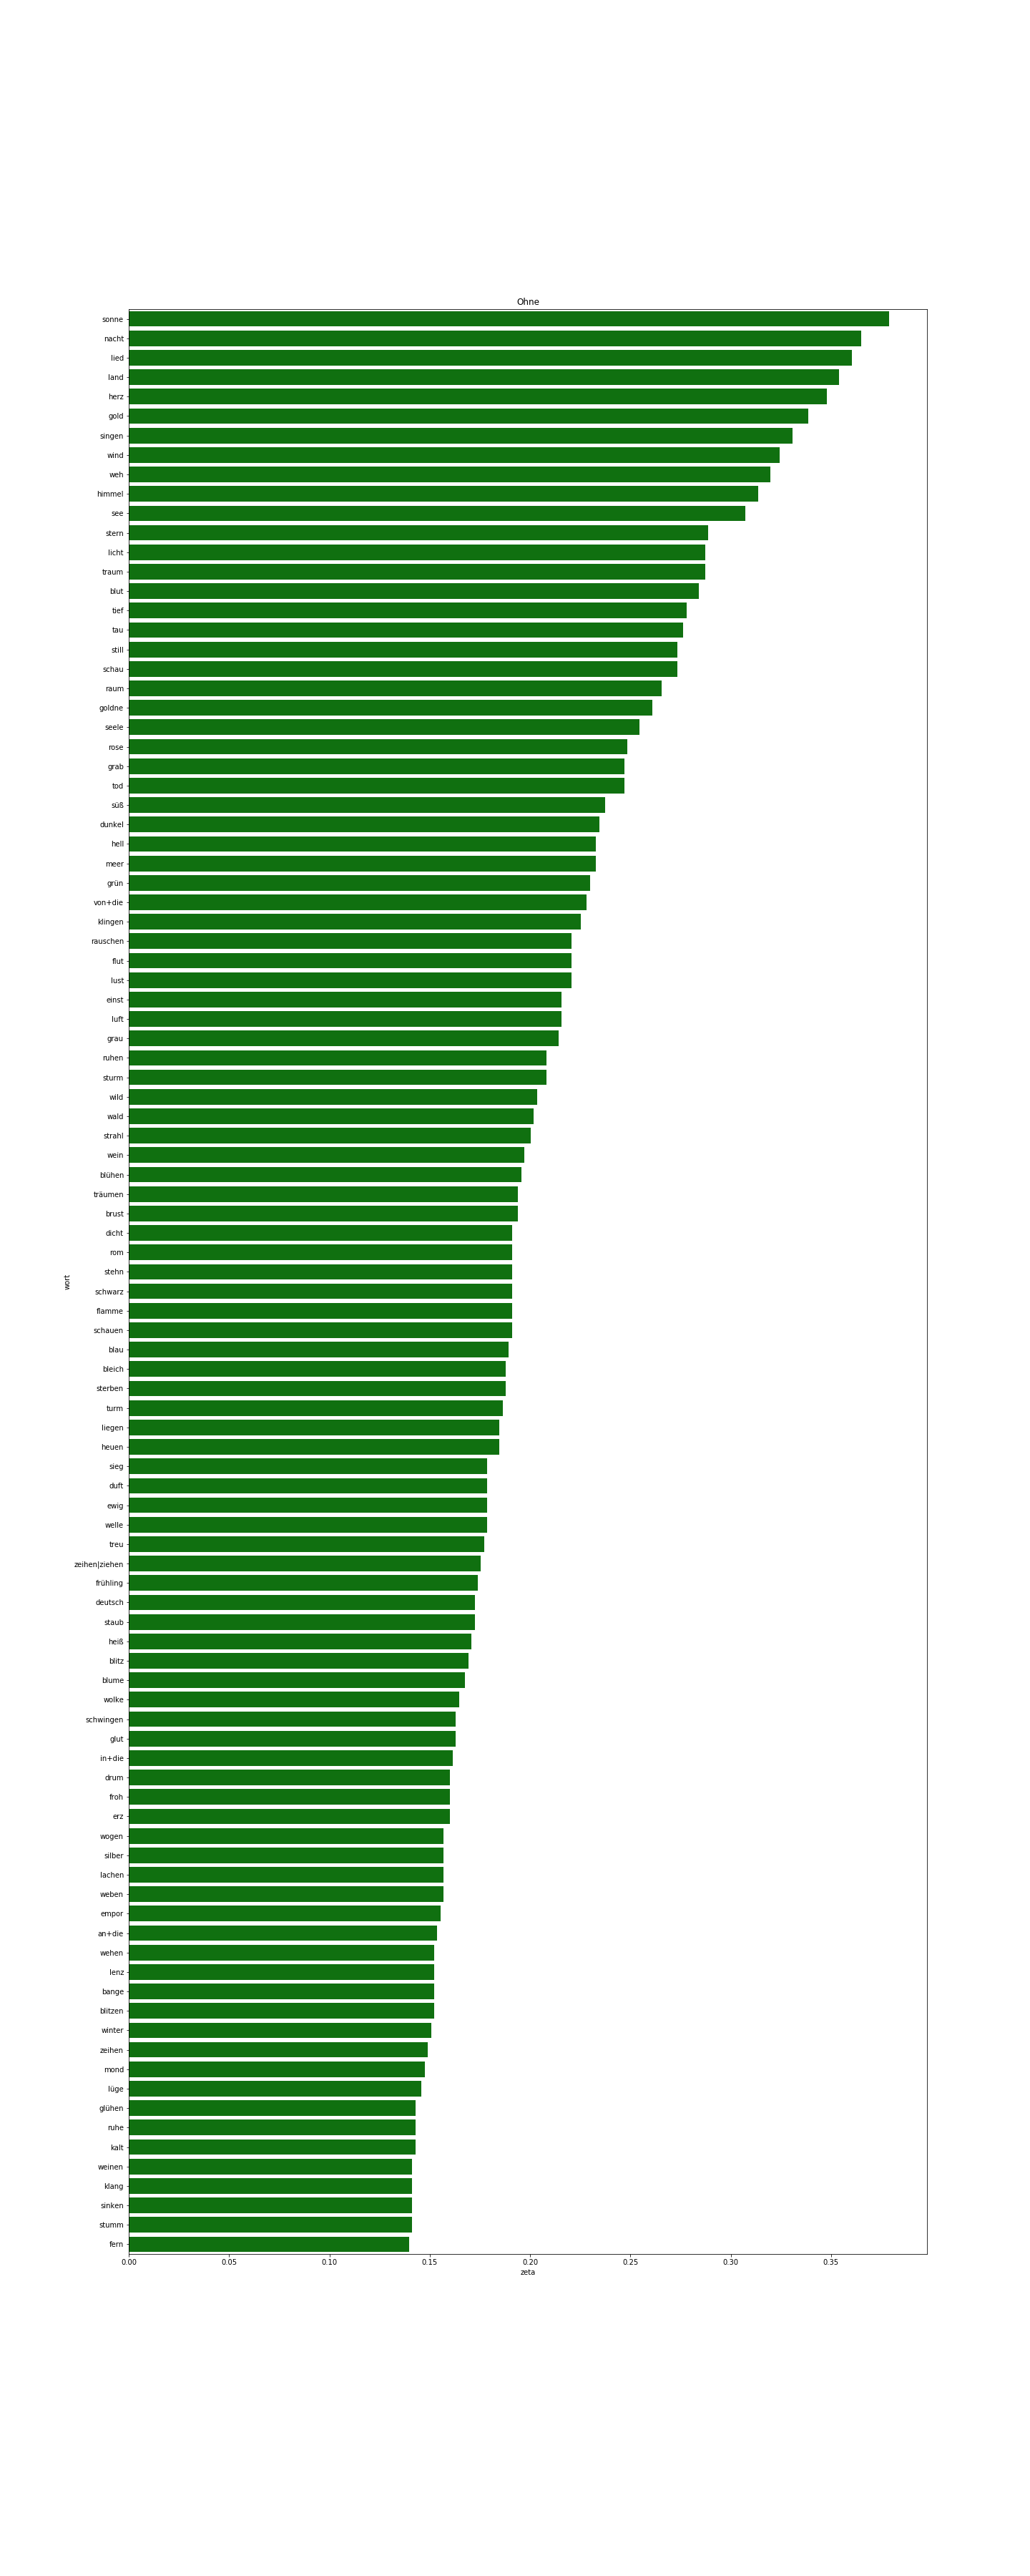 Ohne
wort
sonne
nacht
lied
land
herz
gold
singen
wind
weh
himmel
see
stern
licht
traum
blut
tief
tau
still
schau
raum
goldne
seele
rose
grab
tod
süß
dunkel
hell
meer
grün
von+die
klingen
rauschen
flut
lust
einst
luft
grau
ruhen
sturm
wild
wald
strahl
wein
blühen
träumen
brust
dicht
rom
stehn
schwarz
flamme
schauen
blau
bleich
sterben
turm
liegen
heuen
sieg
duft
ewig
welle
treu
zeihen|ziehen
frühling
deutsch
staub
heiß
blitz
blume
wolke
schwingen
glut
in+die
drum
froh
erz
wogen
silber
lachen
weben
empor
an+die
wehen
lenz
bange
blitzen
winter
zeihen
mond
lüge
glühen
ruhe
kalt
weinen
klang
sinken
stumm
fern
0.00 0.05 0.10 0.15 0.20 0.25 0.30 0.35
zeta